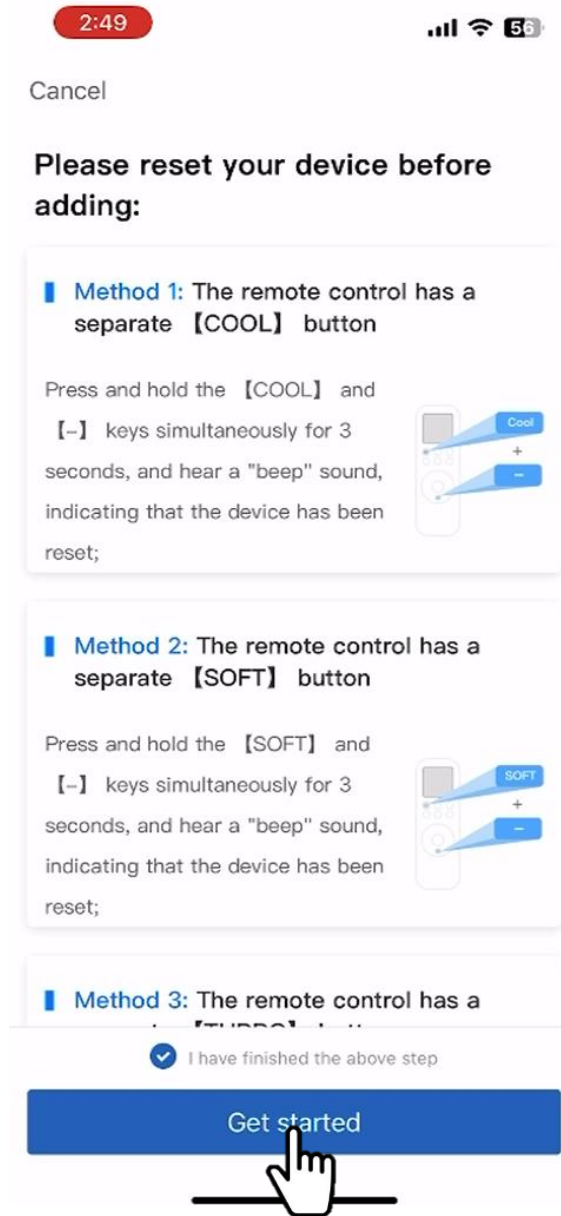 2:49
56
Cancel
Please reset your device before
adding:
Method 1: The remote control has a
separate 【COOL】 button
Press and hold the 【COOL】 and
【-】 keys simultaneously for 3
seconds, and hear a "beep" sound,
indicating that the device has been
reset;
Cool
+
-
Method 2: The remote control has a
separate 【SOFT】 button
Press and hold the 【SOFT】 and
【-】 keys simultaneously for 3
seconds, and hear a "beep" sound,
indicating that the device has been
reset;
SOFT
+
-
Method 3: The remote control has a
I have finished the above step
Get started